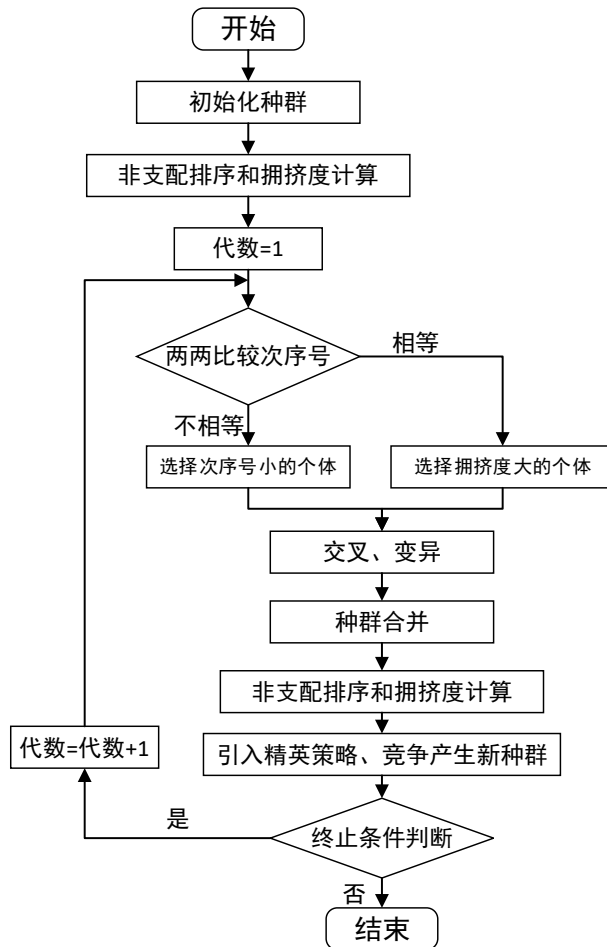 开始
初始化种群
非支配排序和拥挤度计算
代数=1
两两比较次序号
相等
不相等
选择次序号小的个体
选择拥挤度大的个体
交叉、变异
种群合并
非支配排序和拥挤度计算
代数=代数+1
引入精英策略、竞争产生新种群
是
终止条件判断
否
结束